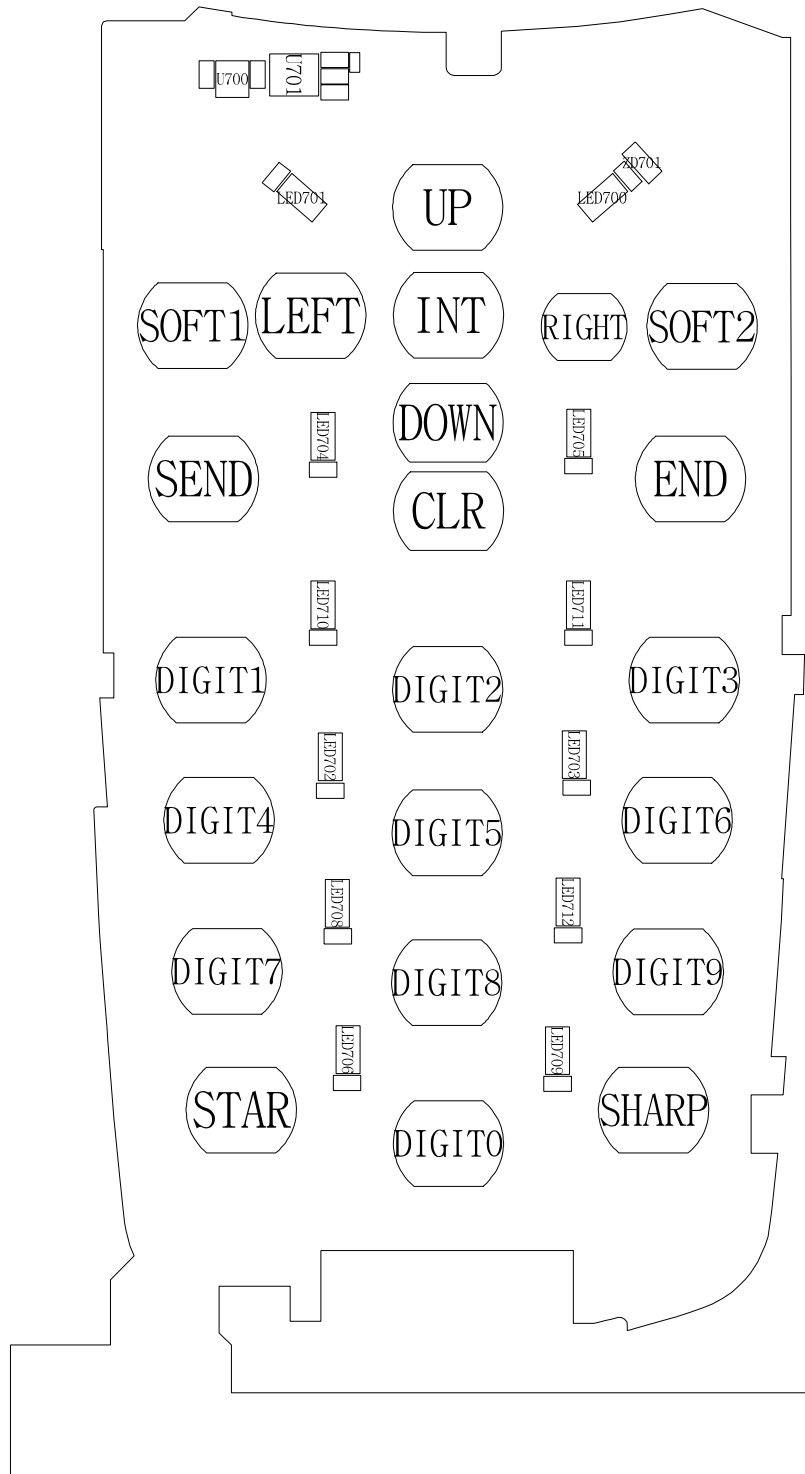 U700
U701
LED701
LED700
ZD701
UP
SOFT1
LEFT
INT
RIGHT
SOFT2
DOWN
LED704
LED705
SEND
CLR
END
LED710
LED711
DIGIT1
DIGIT2
DIGIT3
LED702
LED703
DIGIT4
DIGIT5
DIGIT6
LED708
LED712
DIGIT7
DIGIT8
DIGIT9
LED706
LED709
STAR
DIGIT0
SHARP